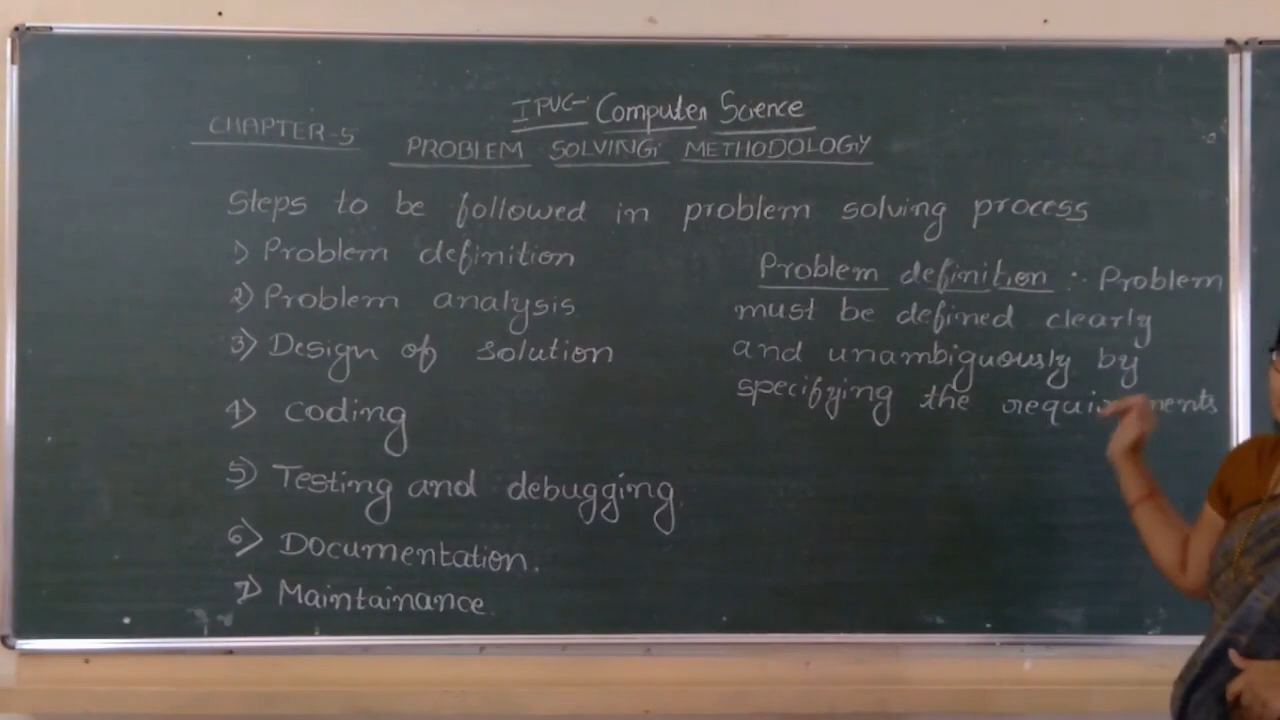 IPUC- Computer Science
CHAPTER-5
PROBLEM SOLVING METHODOLOGY
Steps to be followed in problem solving process
1) Problem definition
2) Problem analysis
3) Design of solution
4) coding
5) Testing and debugging
6) Documentation.
7) Maintainance
Problem definition :- Problem
must be defined clearly
and unambiguously by
specifying the